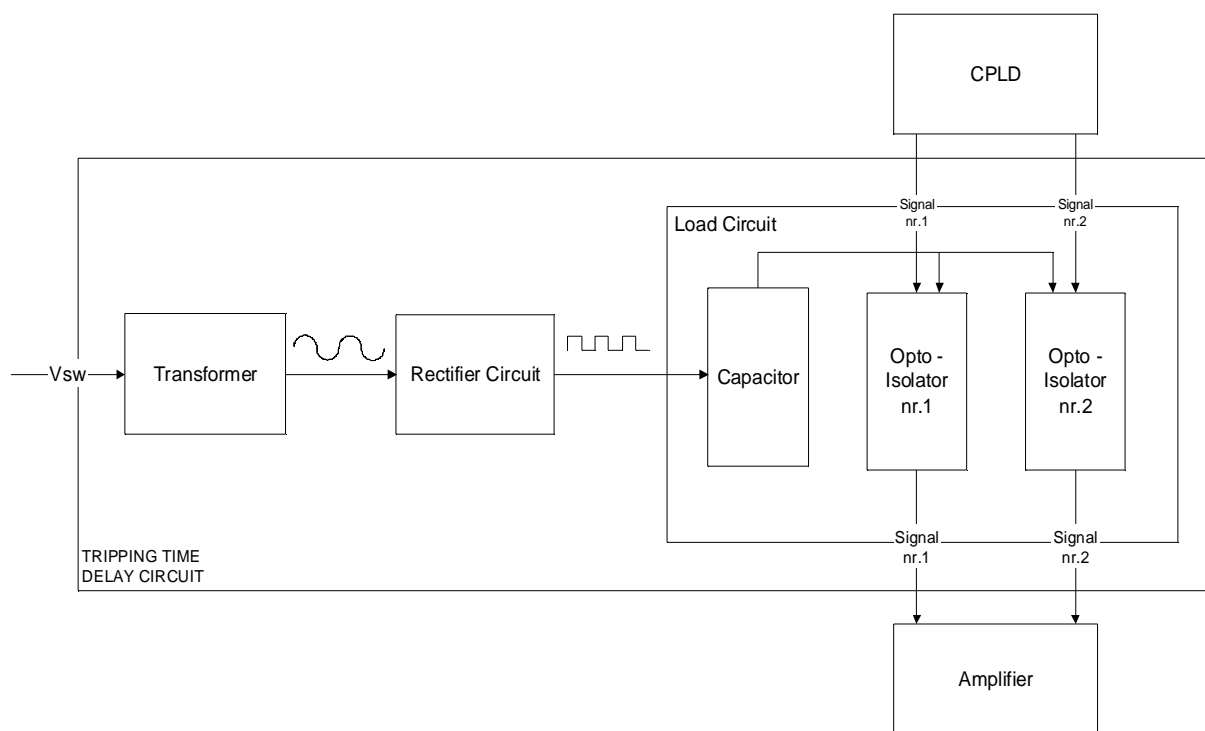 CPLD
Signal
nr.1
Signal
nr.2
Load Circuit
Vsw
Transformer
Rectifier Circuit
Capacitor
Opto -
Isolator
nr.1
Opto -
Isolator
nr.2
Signal
nr.1
Signal
nr.2
TRIPPING TIME
DELAY CIRCUIT
Amplifier